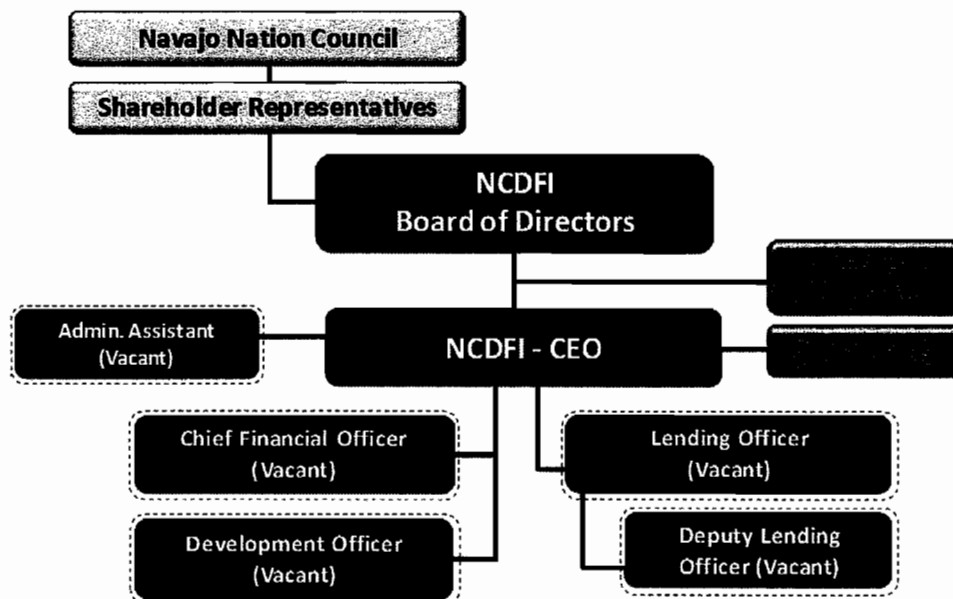 Navajo Nation Council
Shareholder Representatives
NCDFI
Board of Directors
Admin. Assistant
(Vacant)
NCDFI - CEO
Chief Financial Officer
(Vacant)
Lending Officer
(Vacant)
Development Officer
(Vacant)
Deputy Lending
Officer (Vacant)